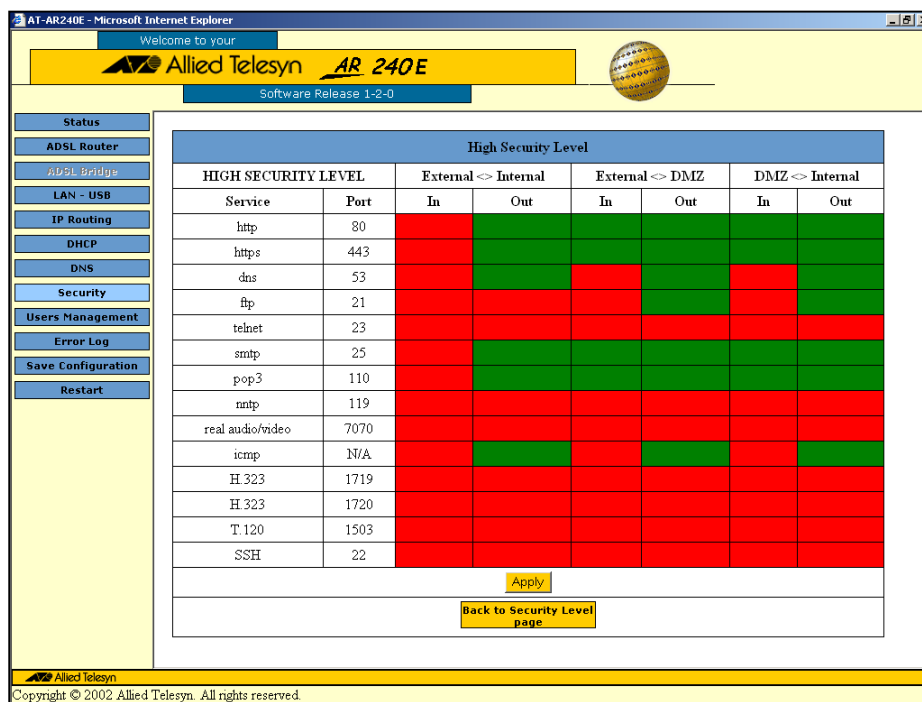 AT-AR240E - Microsoft Internet Explorer
Welcome to your
Allied Telesyn AR 240E
Software Release 1-2-0
Status
ADSL Router
ADSL Bridge
LAN - USB
IP Routing
DHCP
DNS
Security
Users Management
Error Log
Save Configuration
Restart
High Security Level
HIGH SECURITY LEVEL External <> Internal External <> DMZ DMZ <> Internal
Service Port In Out In Out In Out
http 80
https 443
dns 53
ftp 21
telnet 23
smtp 25
pop3 110
nntp 119
real audio/video 7070
icmp N/A
H.323 1719
H.323 1720
T.120 1503
SSH 22
Apply
Back to Security Level
page
Allied Telesyn
Copyright © 2002 Allied Telesyn. All rights reserved.